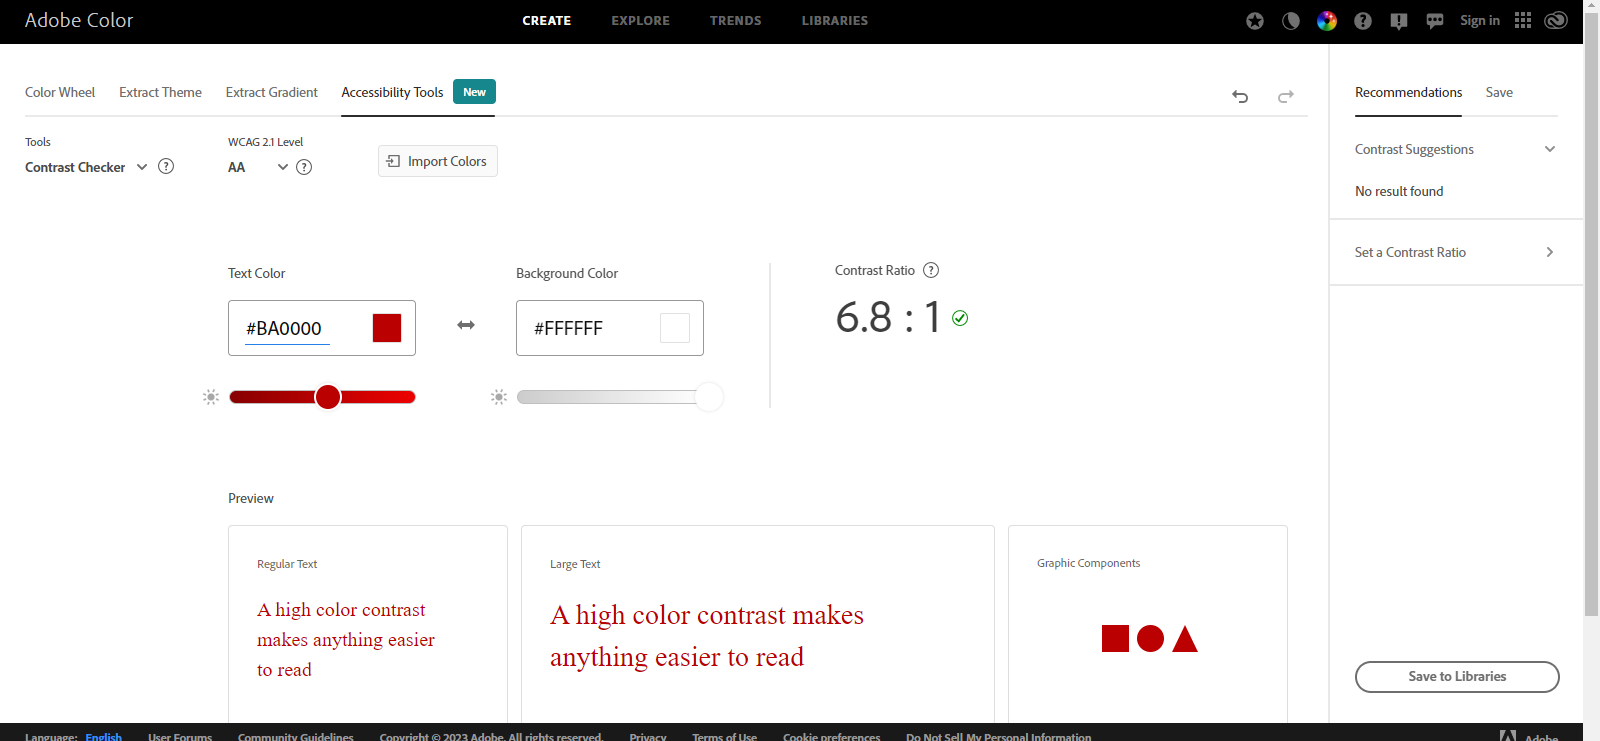 Adobe Color
CREATE EXPLORE TRENDS LIBRARIES
Sign in
Color Wheel Extract Theme Extract Gradient Accessibility Tools New
Recommendations Save
Tools
WCAG 2.1 Level
Contrast Checker
AA
Import Colors
Contrast Suggestions
No result found
Set a Contrast Ratio
Text Color
Background Color
Contrast Ratio
#BA0000
#FFFFFF
6.8 : 1
Preview
Regular Text
A high color contrast
makes anything easier
to read
Large Text
A high color contrast makes
anything easier to read
Graphic Components
Save to Libraries
Language: English User Forums Community Guidelines Copyright © 2023 Adobe. All rights reserved. Privacy Terms of Use Cookie preferences Do Not Sell My Personal Information Adobe